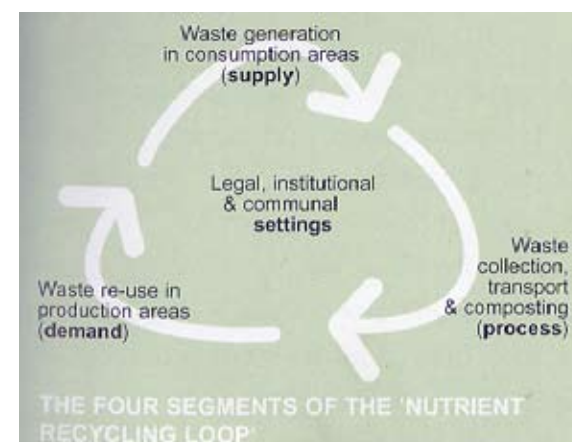 Waste generation
in consumption areas
(supply)
Legal, institutional
& communal
settings
Waste
collection,
transport
& composting
(process)
Waste re-use in
production areas
(demand)
THE FOUR SEGMENTS OF THE 'NUTRIENT
RECYCLING LOOP'